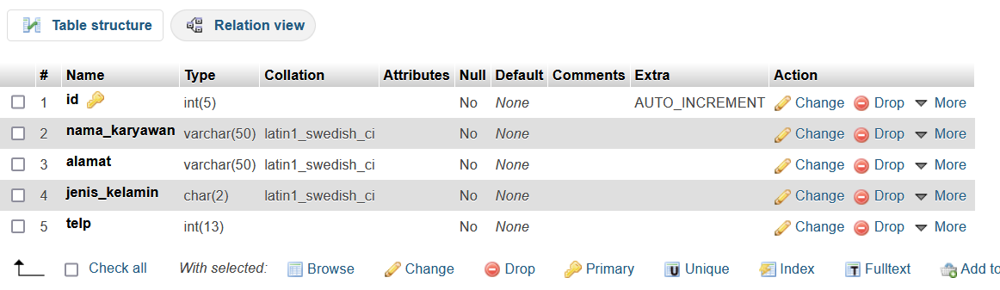 Table structure Relation view
# Name Type Collation Attributes Null Default Comments Extra Action
1 id int(5) No None AUTO_INCREMENT Change Drop More
2 nama_karyawan varchar(50) latin1_swedish_ci No None Change Drop More
3 alamat varchar(50) latin1_swedish_ci No None Change Drop More
4 jenis_kelamin char(2) latin1_swedish_ci No None Change Drop More
5 telp int(13) No None Change Drop More
Check all With selected: Browse Change Drop Primary Unique Index Fulltext Add to